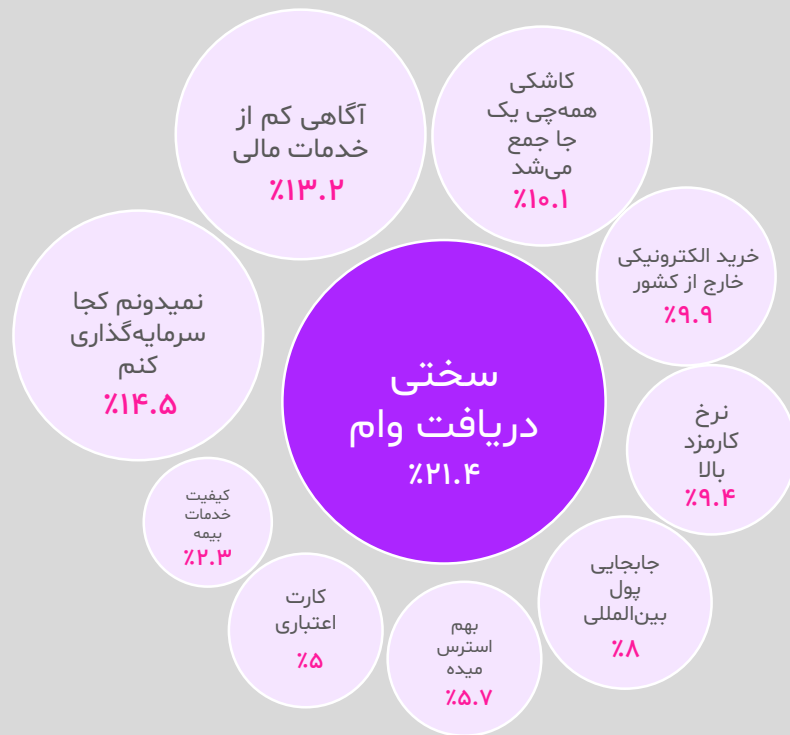 آگاهی کم از
خدمات مالی
٪۱۳.۲
کاشکی
همه‌چی یک
جا جمع
می‌شد
٪۱۰.۱
خرید الکترونیکی
خارج از کشور
٪۹.۹
نمیدونم کجا
سرمایه‌گذاری
کنم
٪۱۴.۵
سختی
دریافت وام
٪۲۱.۴
نرخ
کارمزد
بالا
٪۹.۴
کیفیت
خدمات
بیمه
٪۲.۳
جابجایی
پول
بین‌المللی
٪۸
کارت
اعتباری
٪۵
بهم
استرس
میده
٪۵.۷